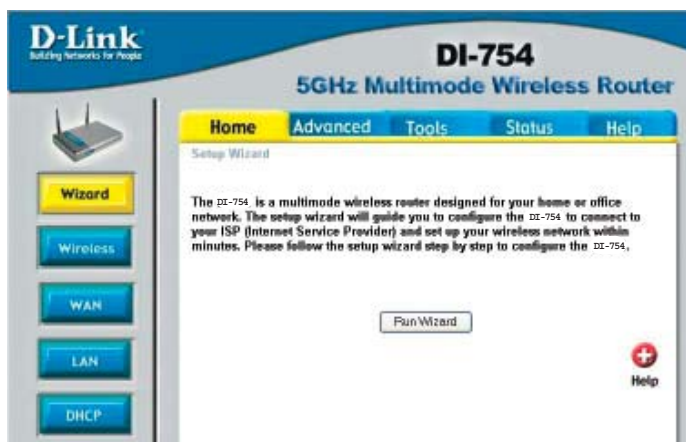 D-Link
Building Networks for People
DI-754
5GHz Multimode Wireless Router
Home
Advanced
Tools
Status
Help
Setup Wizard
Wizard
Wireless
WAN
LAN
DHCP
The DI-754 is a multimode wireless router designed for your home or office
network. The setup wizard will guide you to configure the DI-754 to connect to
your ISP (Internet Service Provider) and set up your wireless network within
minutes. Please follow the setup wizard step by step to configure the DI-754.
Run Wizard
Help